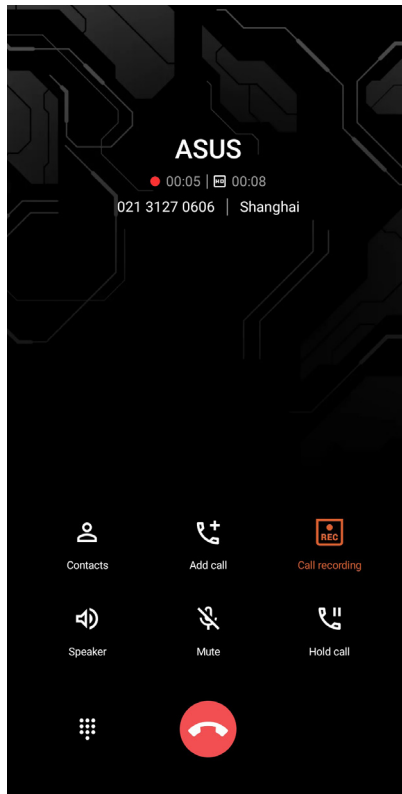 ASUS
00:05 | HD 00:08
021 3127 0606 | Shanghai
Contacts Add call REC Call recording
Speaker Mute Hold call